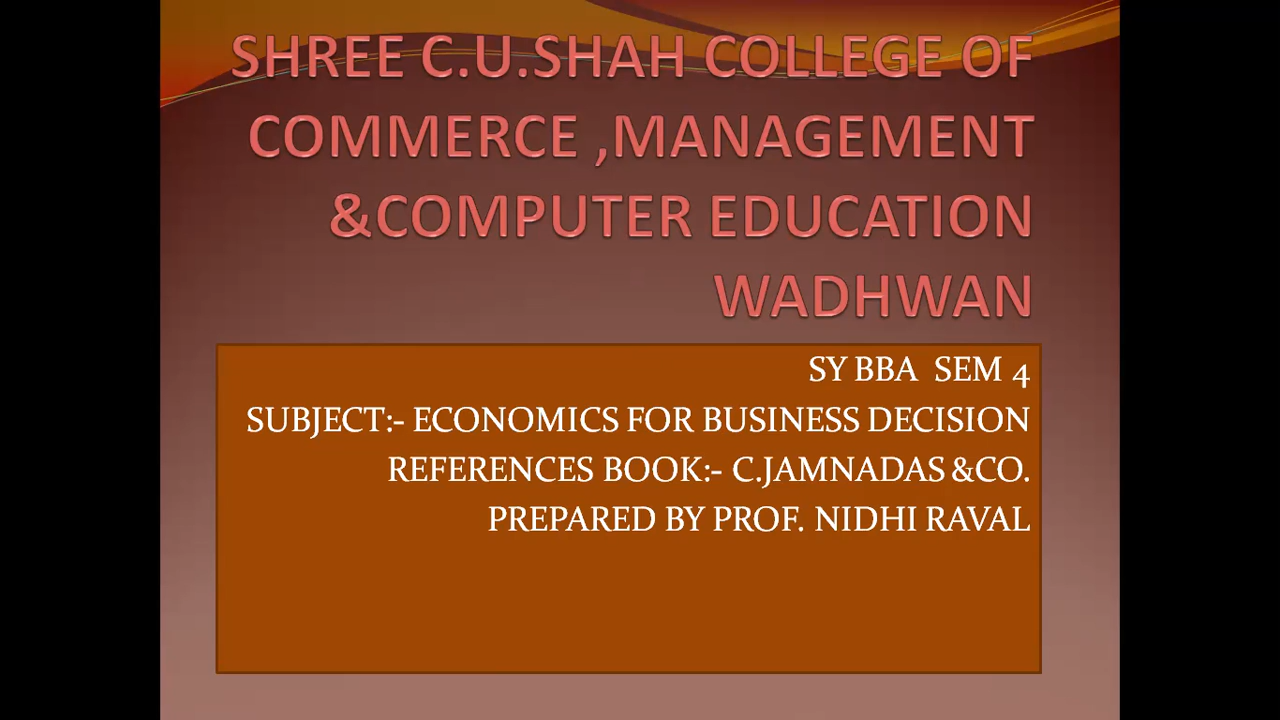 SHREE C.U.SHAH COLLEGE OF
COMMERCE ,MANAGEMENT
&COMPUTER EDUCATION
WADHWAN
SY BBA  SEM 4
SUBJECT:- ECONOMICS FOR BUSINESS DECISION
REFERENCES BOOK:- C.JAMNADAS &CO.
PREPARED BY PROF. NIDHI RAVAL